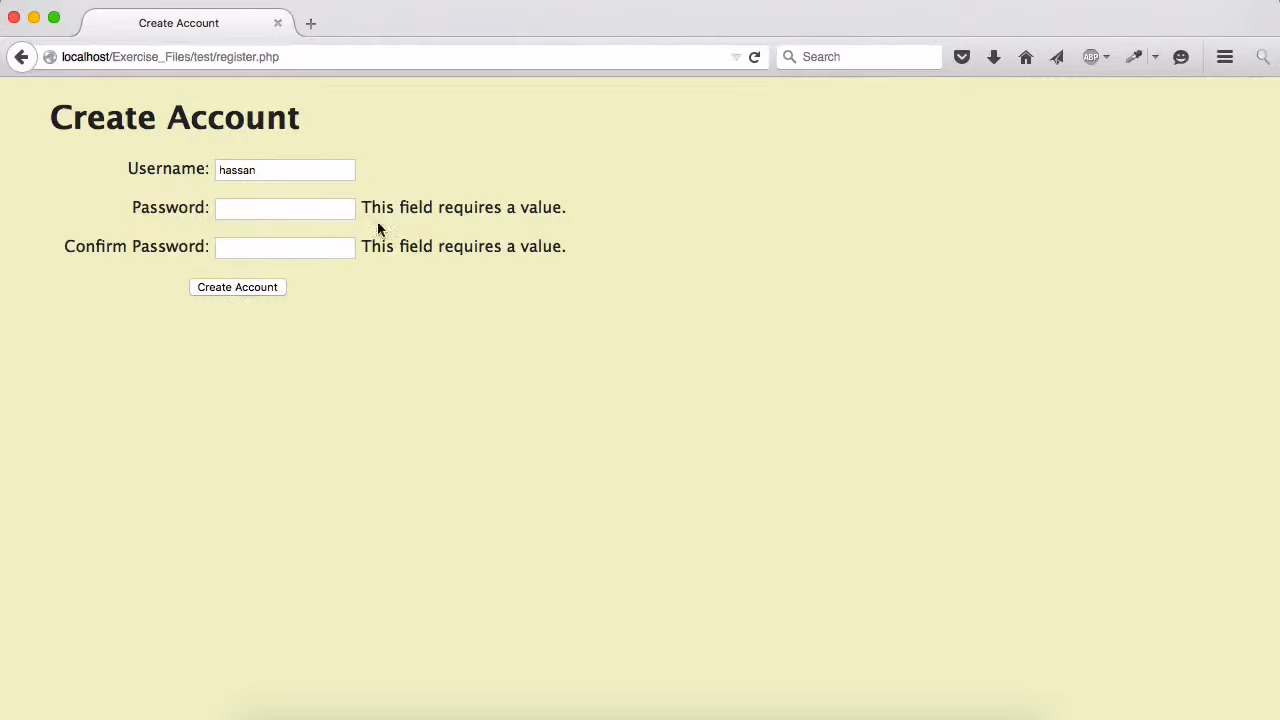 Create Account
localhost/Exercise_Files/test/register.php
Search
ABP
Create Account
Username: hassan
Password: This field requires a value.
Confirm Password: This field requires a value.
Create Account